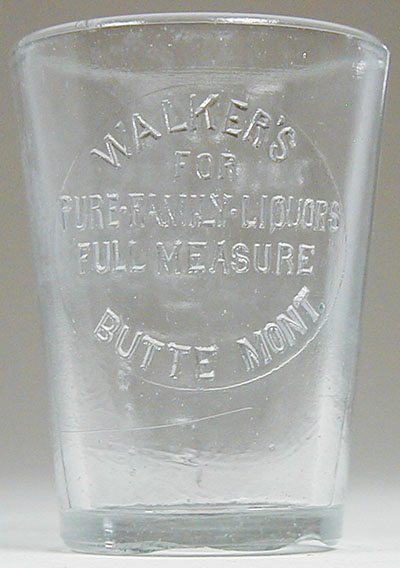 WALKER'S
FOR
PURE-FAMILY-LIQUORS
FULL MEASURE
BUTTE MONT.